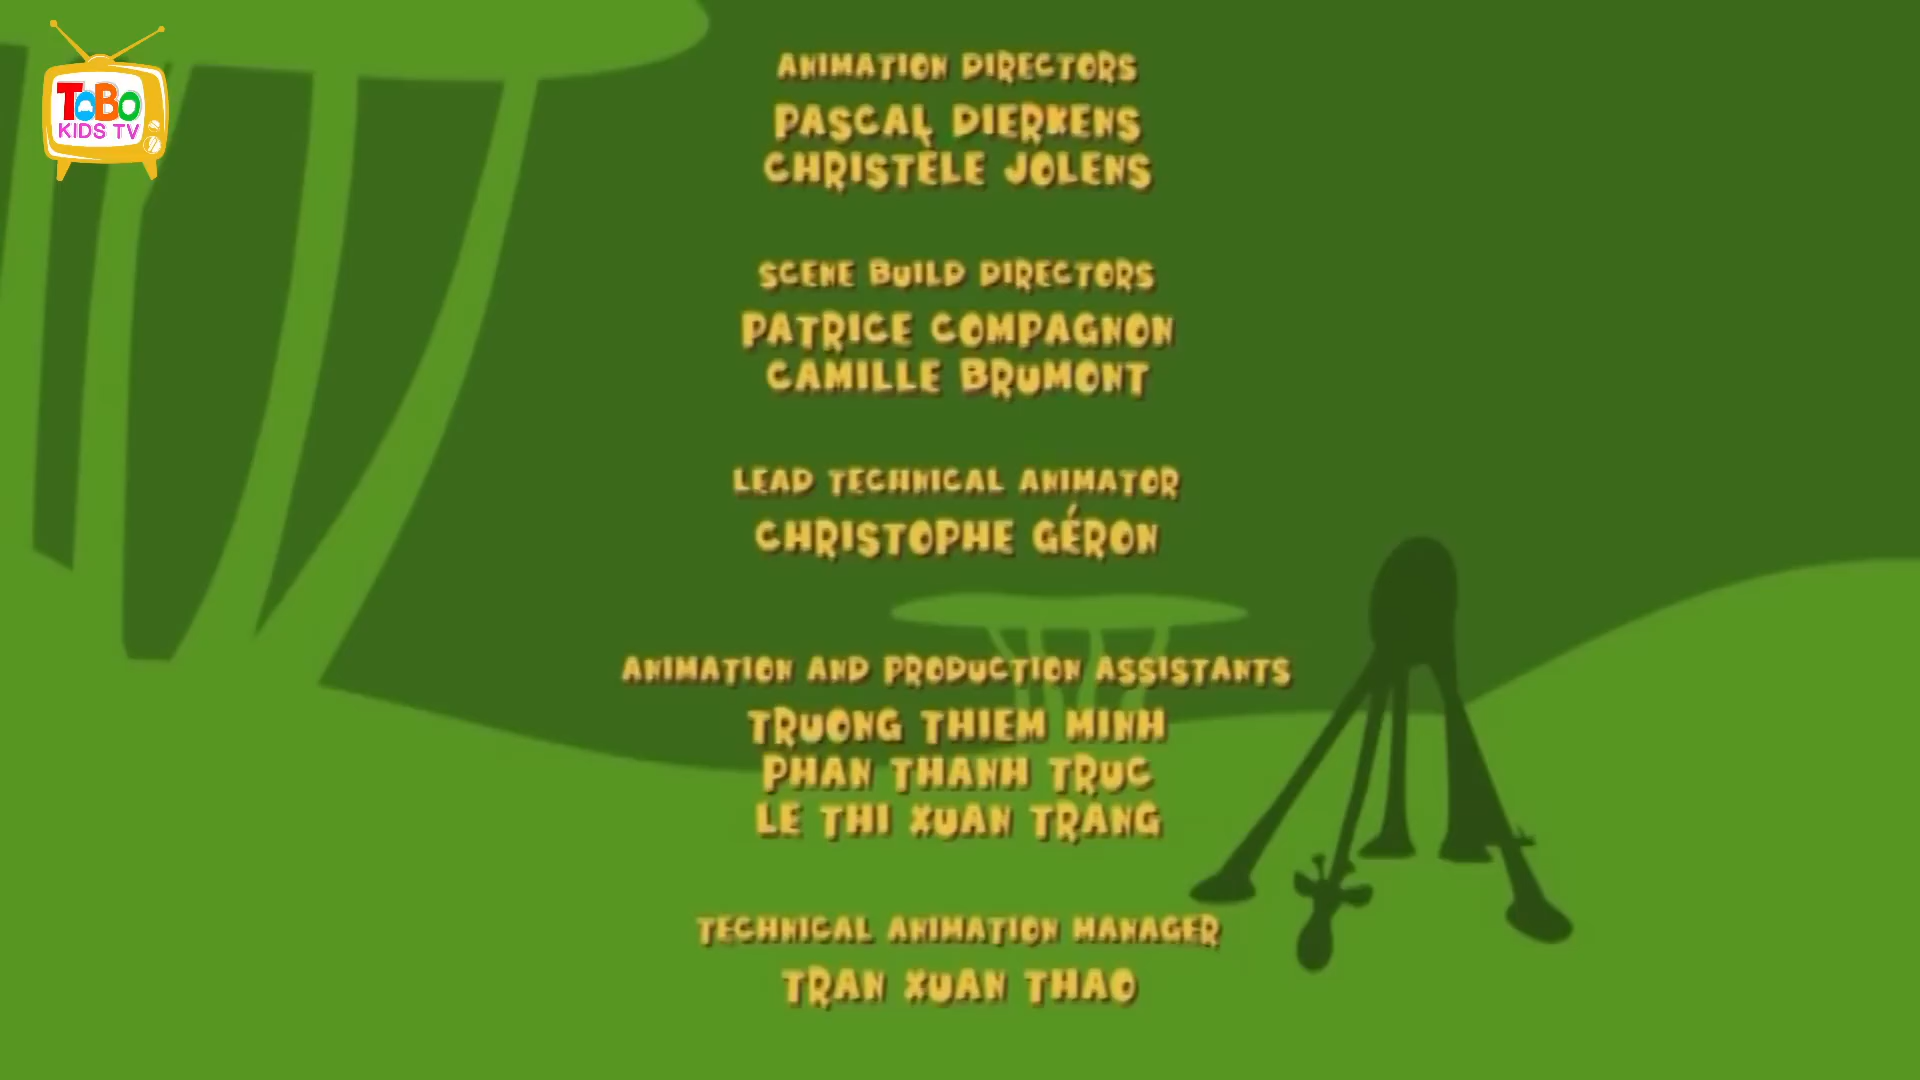 TOBO
KIDS TV
ANIMATION DIRECTORS
PASCAL DIERKENS
CHRISTÈLE JOLENS
SCENE BUILD DIRECTORS
PATRICE COMPAGNON
CAMILLE BRUMONT
LEAD TECHNICAL ANIMATOR
CHRISTOPHE GÉRON
ANIMATION AND PRODUCTION ASSISTANTS
TRUONG THIEM MINH
PHAN THANH TRUC
LE THI XUAN TRANG
TECHNICAL ANIMATION MANAGER
TRAN XUAN THAO